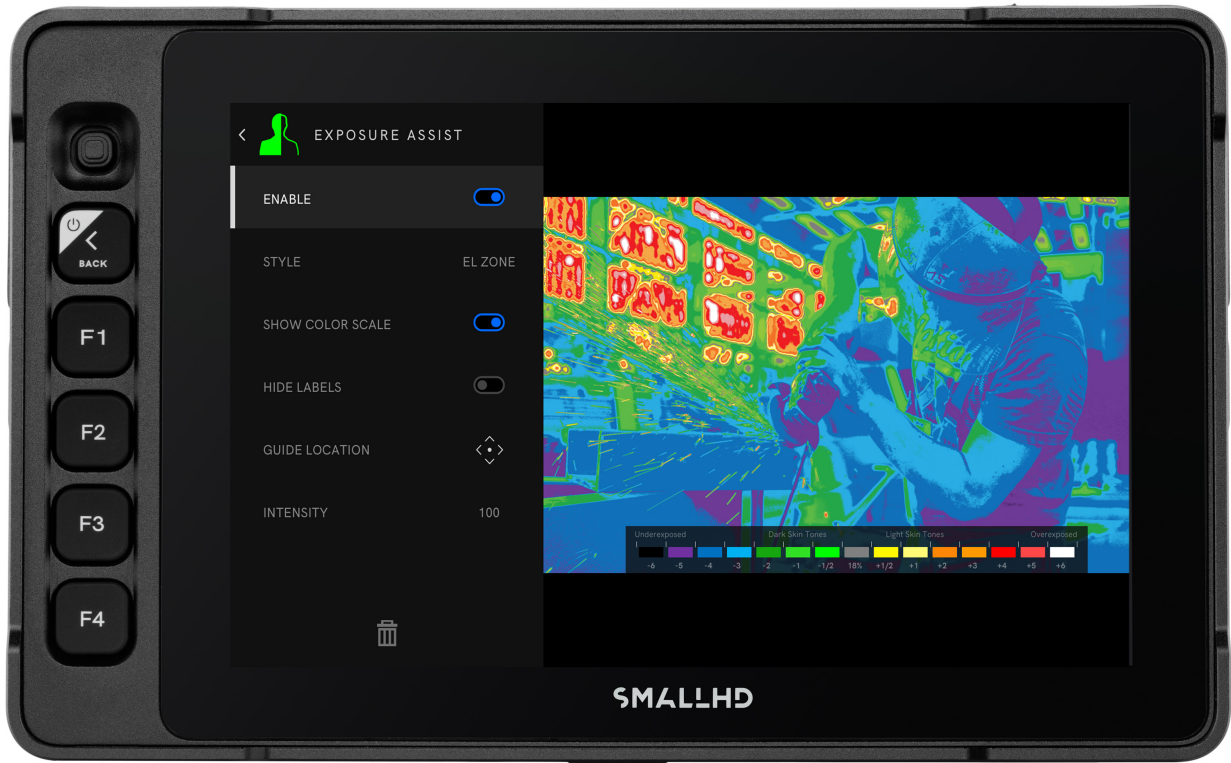 EXPOSURE ASSIST
ENABLE
STYLE EL ZONE
SHOW COLOR SCALE
HIDE LABELS
GUIDE LOCATION
INTENSITY 100
BACK
F1
F2
F3
F4
75
Underexposed Dark Skin Tones Light Skin Tones Overexposed
-6 -5 -4 -3 -2 -1 -1/2 18% +1/2 +1 +2 +3 +4 +5 +6
SMALLHD